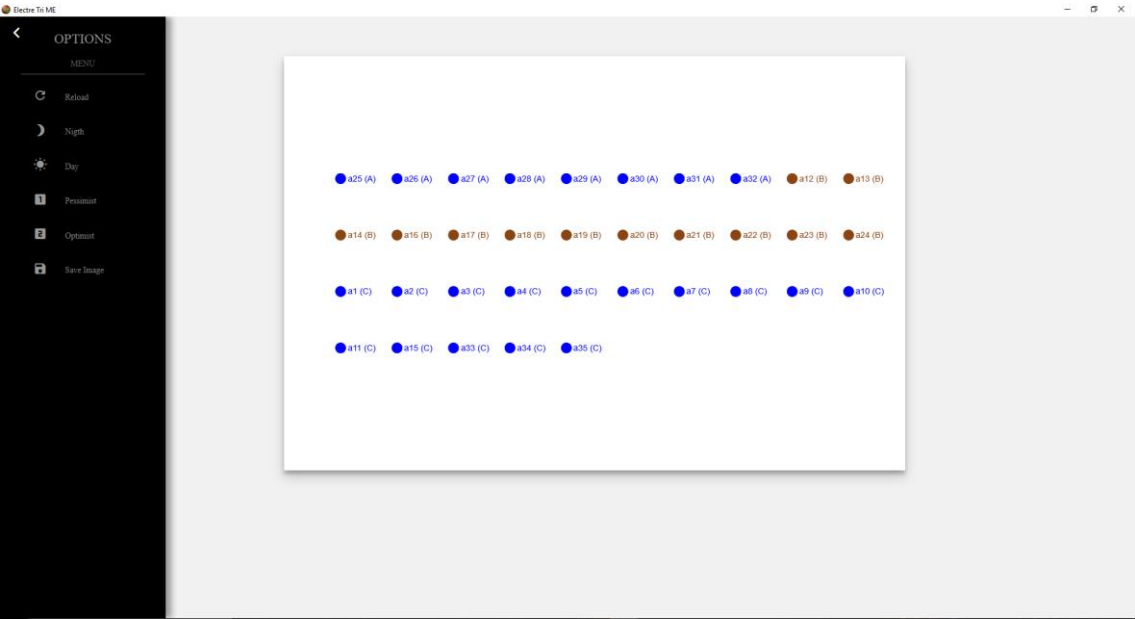 Electre Tri ME
OPTIONS
MENU
Reload
Nigth
Day
1 Pessimist
2 Optimist
Save Image
a25 (A) a26 (A) a27 (A) a28 (A) a29 (A) a30 (A) a31 (A) a32 (A) a12 (B) a13 (B)
a14 (B) a16 (B) a17 (B) a18 (B) a19 (B) a20 (B) a21 (B) a22 (B) a23 (B) a24 (B)
a1 (C) a2 (C) a3 (C) a4 (C) a5 (C) a6 (C) a7 (C) a8 (C) a9 (C) a10 (C)
a11 (C) a15 (C) a33 (C) a34 (C) a35 (C)